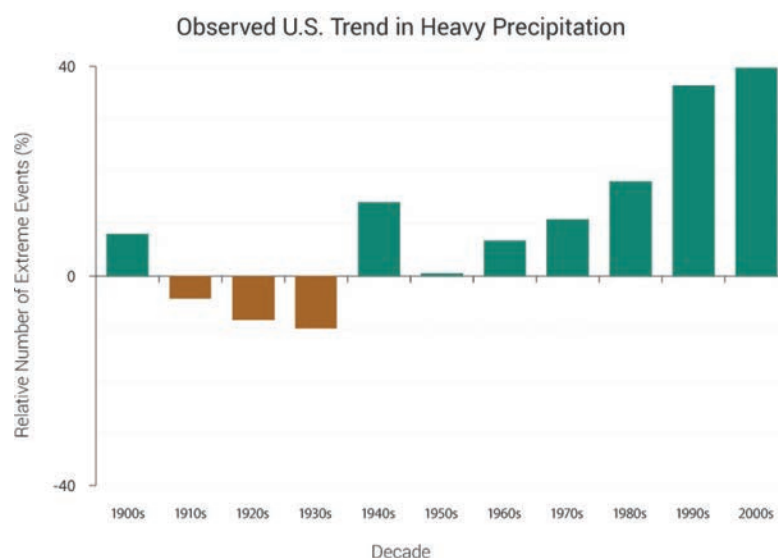 Observed U.S. Trend in Heavy Precipitation
Relative Number of Extreme Events (%)
40
0
-40
1900s 1910s 1920s 1930s 1940s 1950s 1960s 1970s 1980s 1990s 2000s
Decade